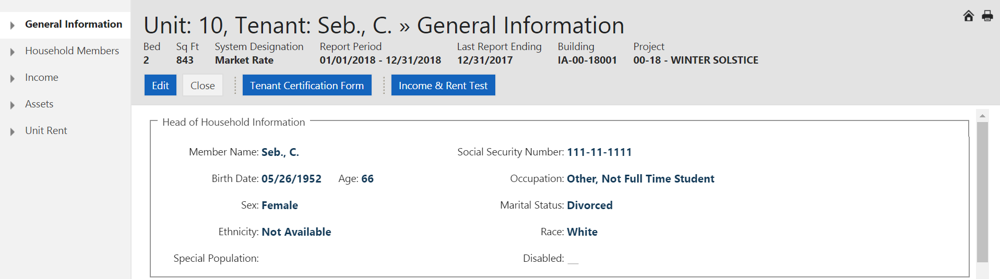 General Information
Household Members
Income
Assets
Unit Rent
Unit: 10, Tenant: Seb., C. » General Information
Bed Sq Ft System Designation Report Period Last Report Ending Building Project
2 843 Market Rate 01/01/2018 - 12/31/2018 12/31/2017 IA-00-18001 00-18 - WINTER SOLSTICE
Edit Close Tenant Certification Form Income & Rent Test
Head of Household Information
Member Name: Seb., C. Social Security Number: 111-11-1111
Birth Date: 05/26/1952 Age: 66 Occupation: Other, Not Full Time Student
Sex: Female Marital Status: Divorced
Ethnicity: Not Available Race: White
Special Population: Disabled: __